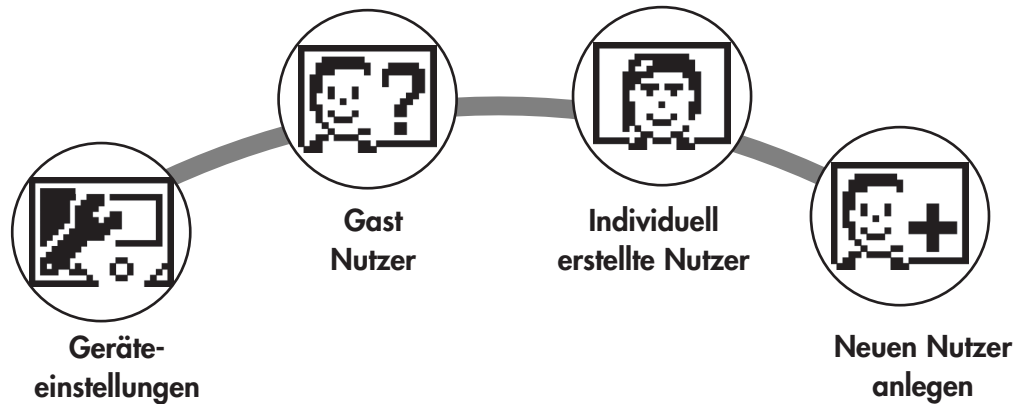 Gast
Nutzer
Individuell
erstellte Nutzer
Geräte-
einstellungen
Neuen Nutzer
anlegen